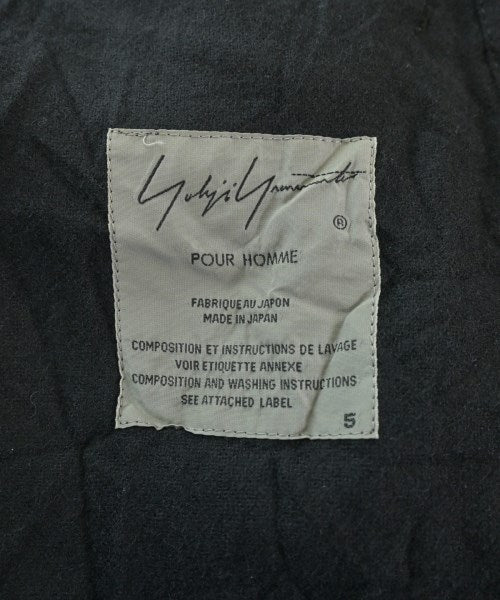 Yohji Yamamoto
®
POUR HOMME
FABRIQUE AU JAPON
MADE IN JAPAN
COMPOSITION ET INSTRUCTIONS DE LAVAGE
VOIR ETIQUETTE ANNEXE
COMPOSITION AND WASHING INSTRUCTIONS
SEE ATTACHED LABEL
5